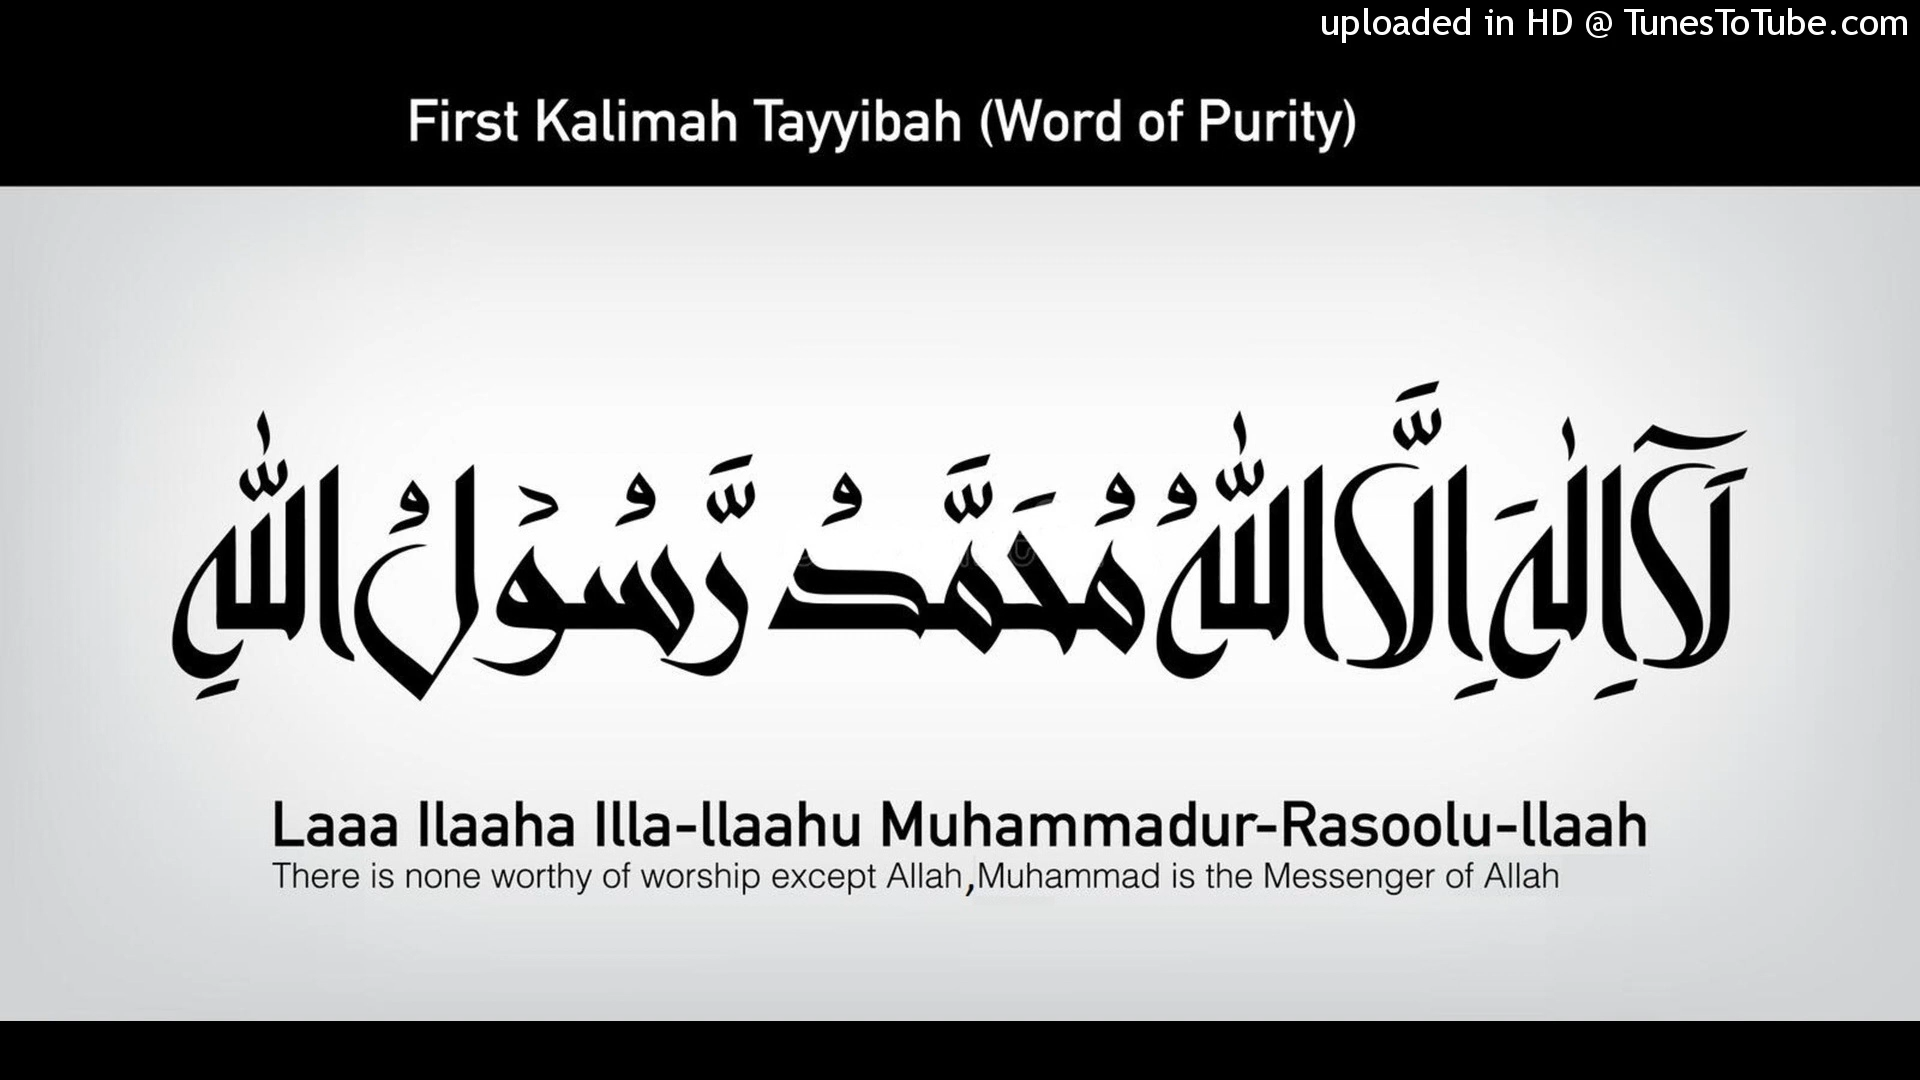 uploaded in HD @ TunesToTube.com
First Kalimah Tayyibah (Word of Purity)
لَآ اِلٰهَ اِلَّا اللّٰهُ مُحَمَّدُ رَّسُوْلُ اللّٰهِ
Laaa Ilaaha Illa-llaahu Muhammadur-Rasoolu-llaah
There is none worthy of worship except Allah,Muhammad is the Messenger of Allah